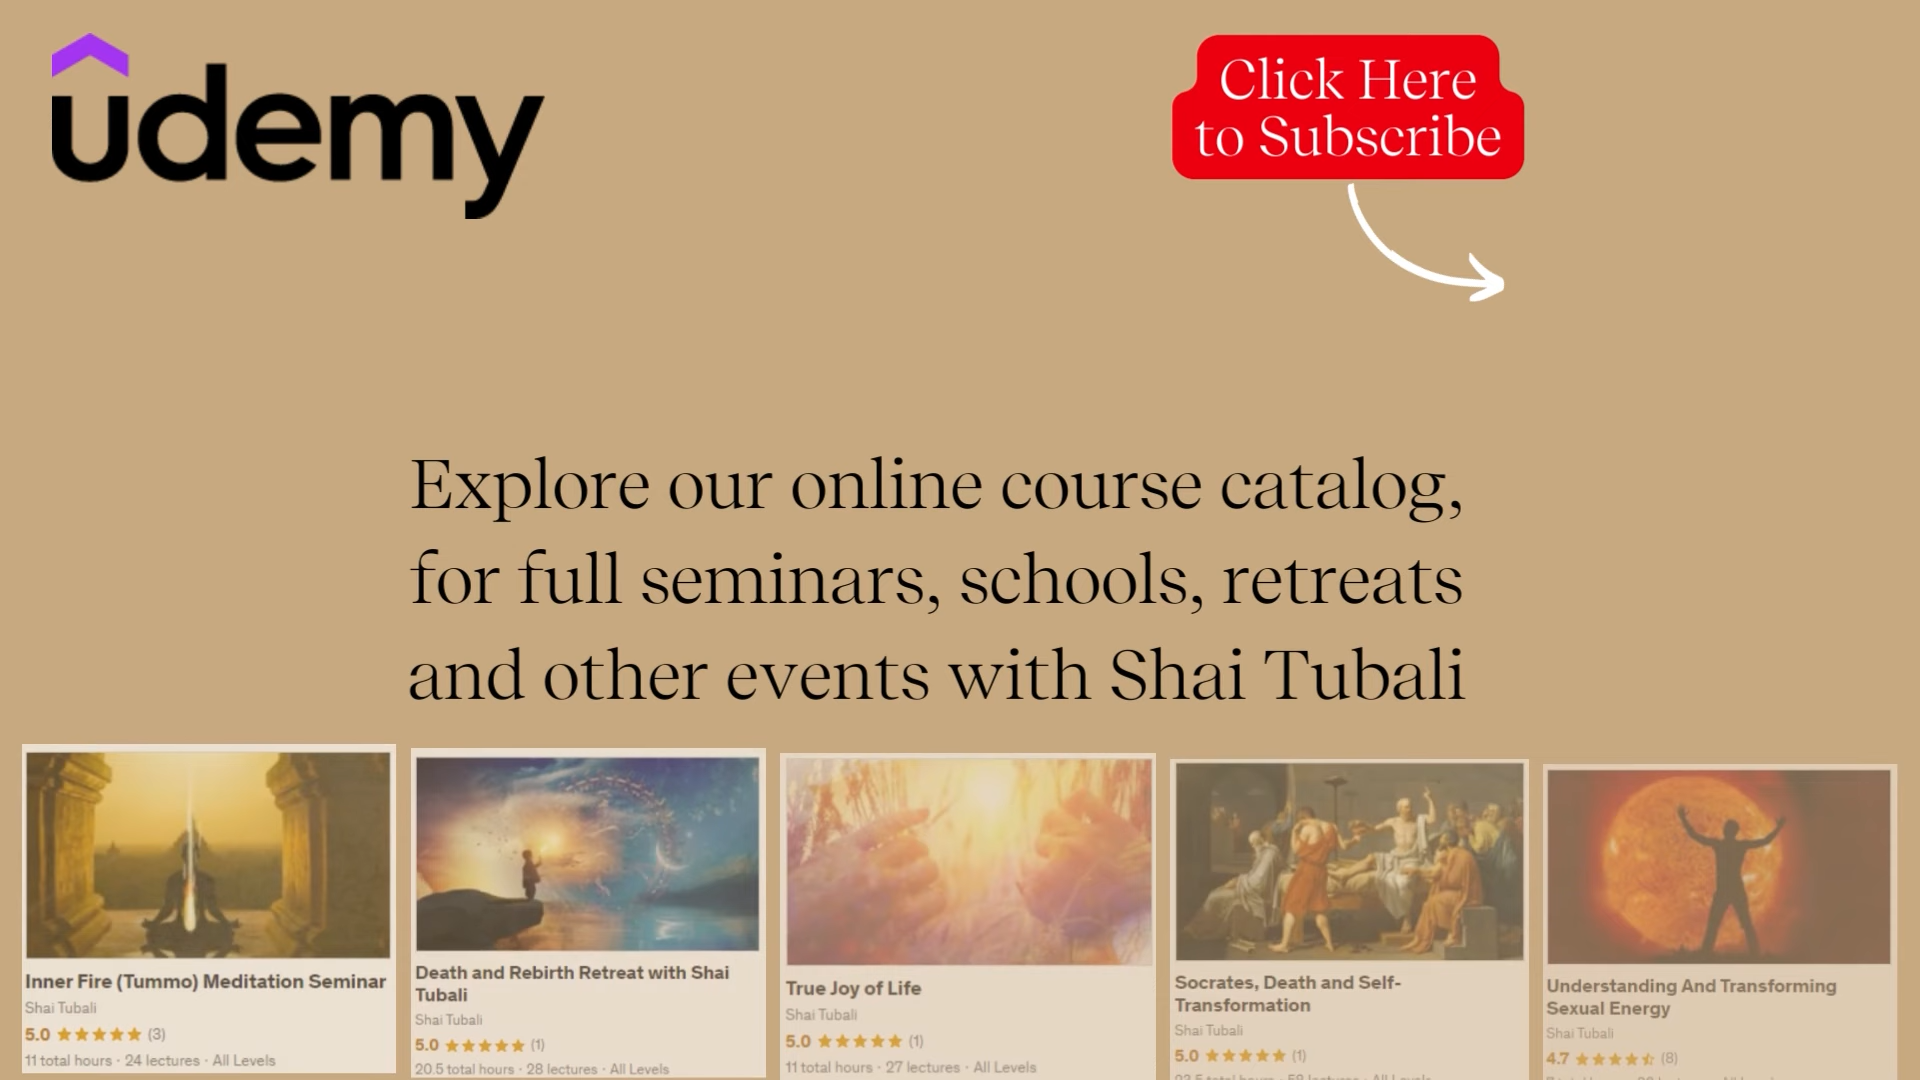 udemy
Click Here
to Subscribe
Explore our online course catalog,
for full seminars, schools, retreats
and other events with Shai Tubali
Inner Fire (Tummo) Meditation Seminar
Shai Tubali
5.0 (3)
11 total hours · 24 lectures · All Levels
Death and Rebirth Retreat with Shai
Tubali
Shai Tubali
5.0 (1)
20.5 total hours · 28 lectures · All Levels
True Joy of Life
Shai Tubali
5.0 (1)
11 total hours · 27 lectures · All Levels
Socrates, Death and Self-
Transformation
Shai Tubali
5.0 (1)
Understanding And Transforming
Sexual Energy
Shai Tubali
4.7 (8)